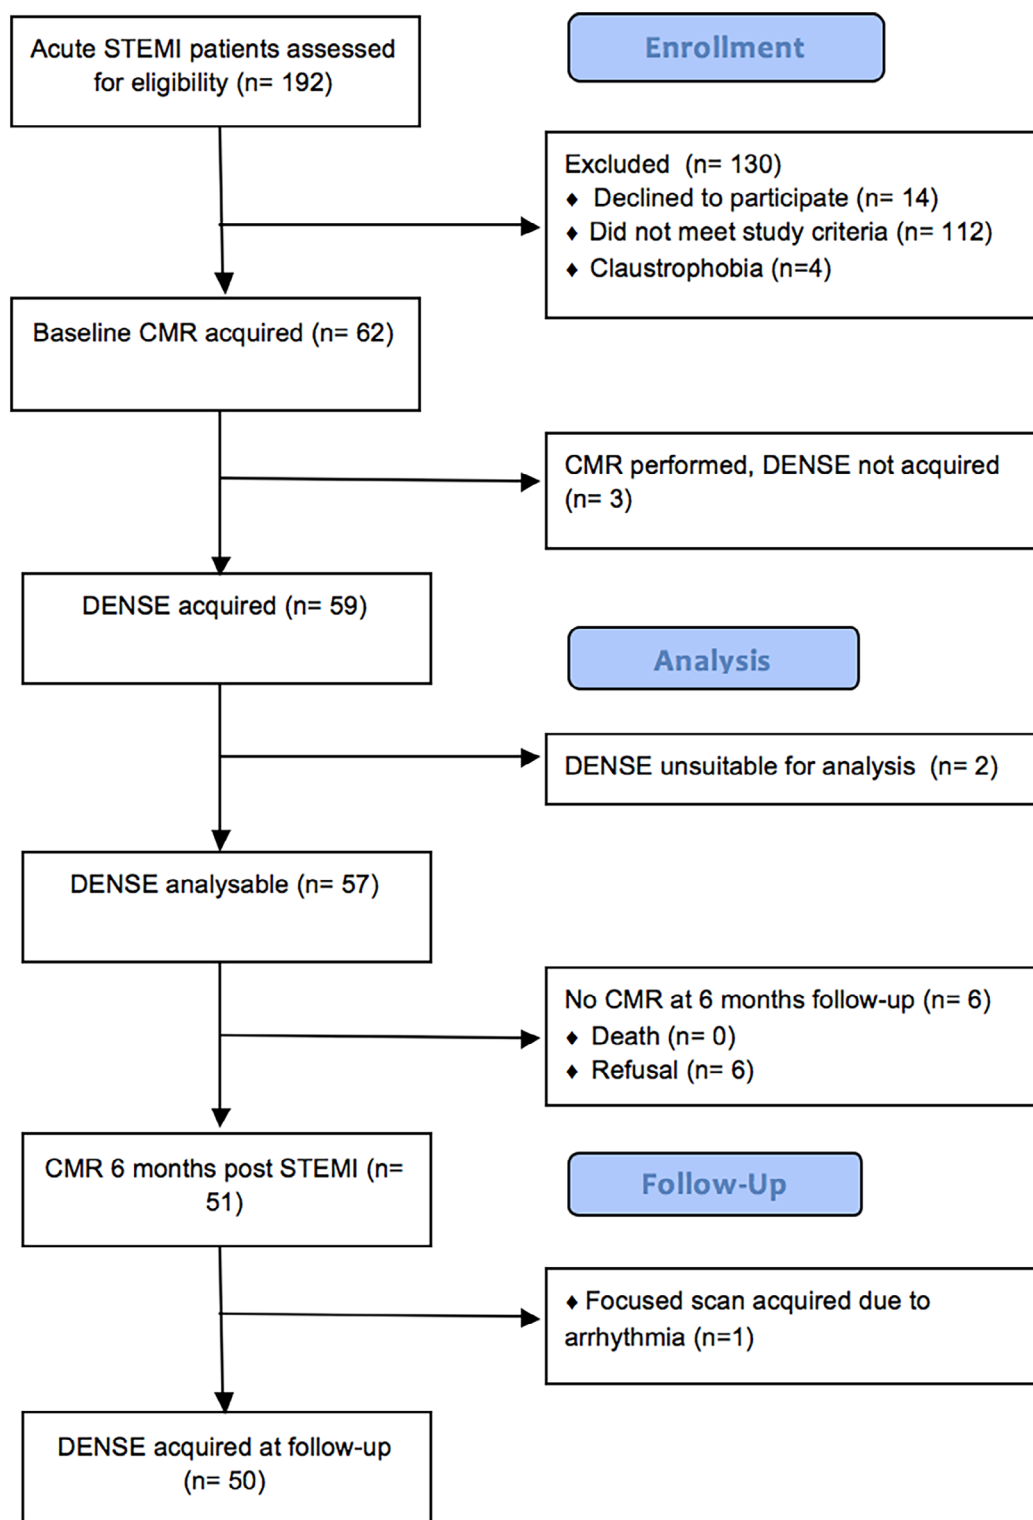 Acute STEMI patients assessed
for eligibility (n= 192)
Enrollment
Excluded  (n= 130)
♦ Declined to participate (n= 14)
♦ Did not meet study criteria (n= 112)
♦ Claustrophobia (n=4)
Baseline CMR acquired (n= 62)
CMR performed, DENSE not acquired
(n= 3)
DENSE acquired (n= 59)
Analysis
DENSE unsuitable for analysis  (n= 2)
DENSE analysable (n= 57)
No CMR at 6 months follow-up (n= 6)
♦ Death (n= 0)
♦ Refusal (n= 6)
CMR 6 months post STEMI (n=
51)
Follow-Up
♦ Focused scan acquired due to
arrhythmia (n=1)
DENSE acquired at follow-up
(n= 50)